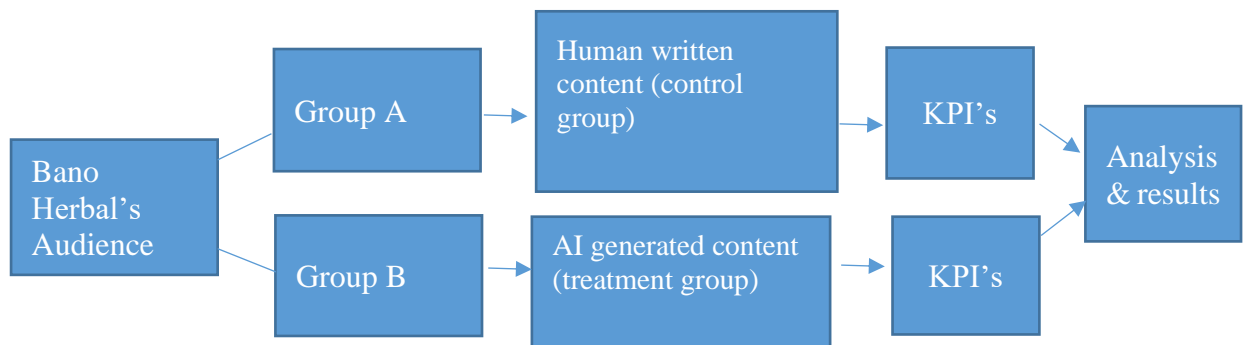 Bano
Herbal’s
Audience
Group A
Human written
content (control
group)
KPI’s
Group B
AI generated content
(treatment group)
KPI’s
Analysis
& results